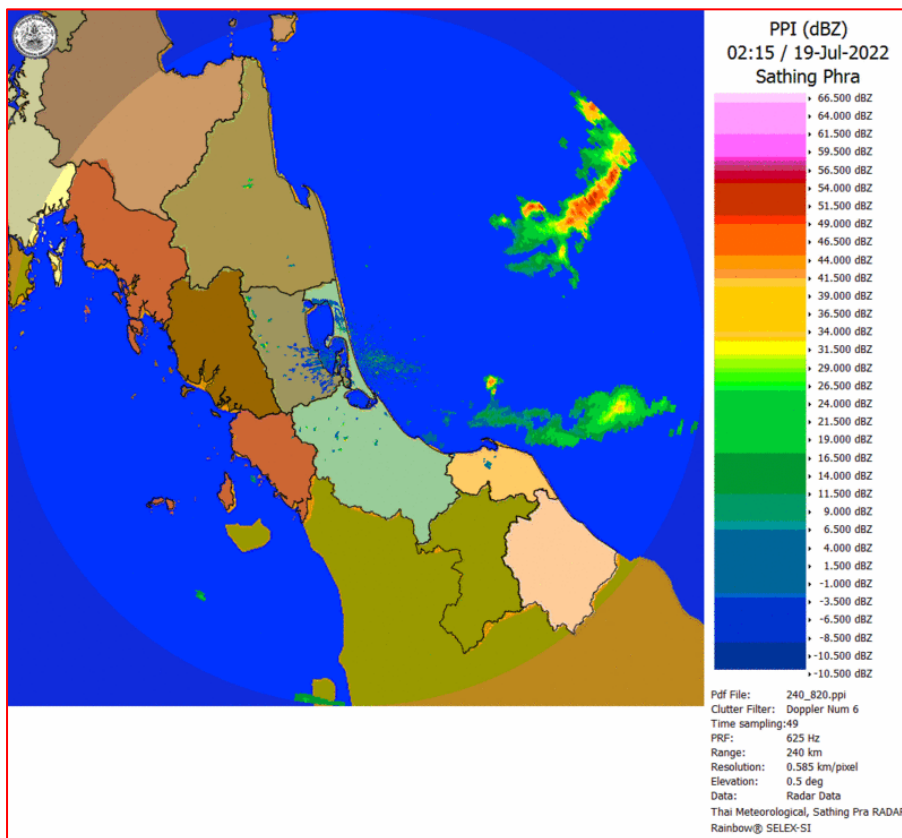 PPI (dBZ)
02:15 / 19-Jul-2022
Sathing Phra
66.500 dBZ
64.000 dBZ
61.500 dBZ
59.500 dBZ
56.500 dBZ
54.000 dBZ
51.500 dBZ
49.000 dBZ
46.500 dBZ
44.000 dBZ
41.500 dBZ
39.000 dBZ
36.500 dBZ
34.000 dBZ
31.500 dBZ
29.000 dBZ
26.500 dBZ
24.000 dBZ
21.500 dBZ
19.000 dBZ
16.500 dBZ
14.000 dBZ
11.500 dBZ
9.000 dBZ
6.500 dBZ
4.000 dBZ
1.500 dBZ
-1.000 dBZ
-3.500 dBZ
-6.500 dBZ
-8.500 dBZ
-10.500 dBZ
-10.500 dBZ
Pdf File: 240_820.ppi
Clutter Filter: Doppler Num 6
Time sampling:49
PRF: 625 Hz
Range: 240 km
Resolution: 0.585 km/pixel
Elevation: 0.5 deg
Data: Radar Data
Thai Meteorological, Sathing Pra RADAR
Rainbow® SELEX-SI